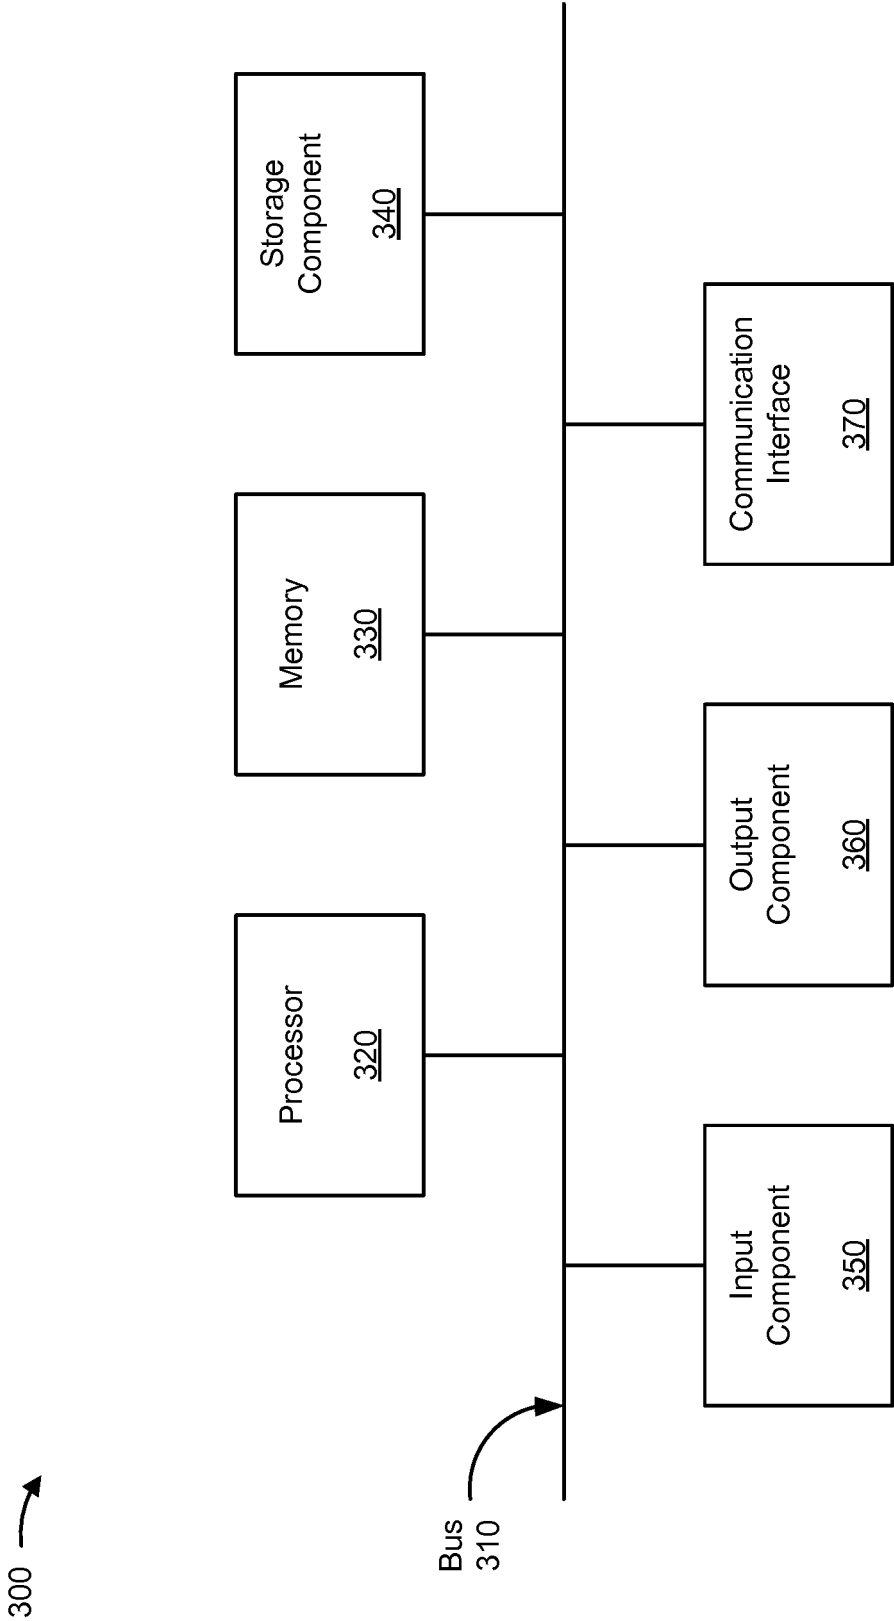 300
Bus
310
Processor
320
Memory
330
Storage
Component
340
Input
Component
350
Output
Component
360
Communication
Interface
370